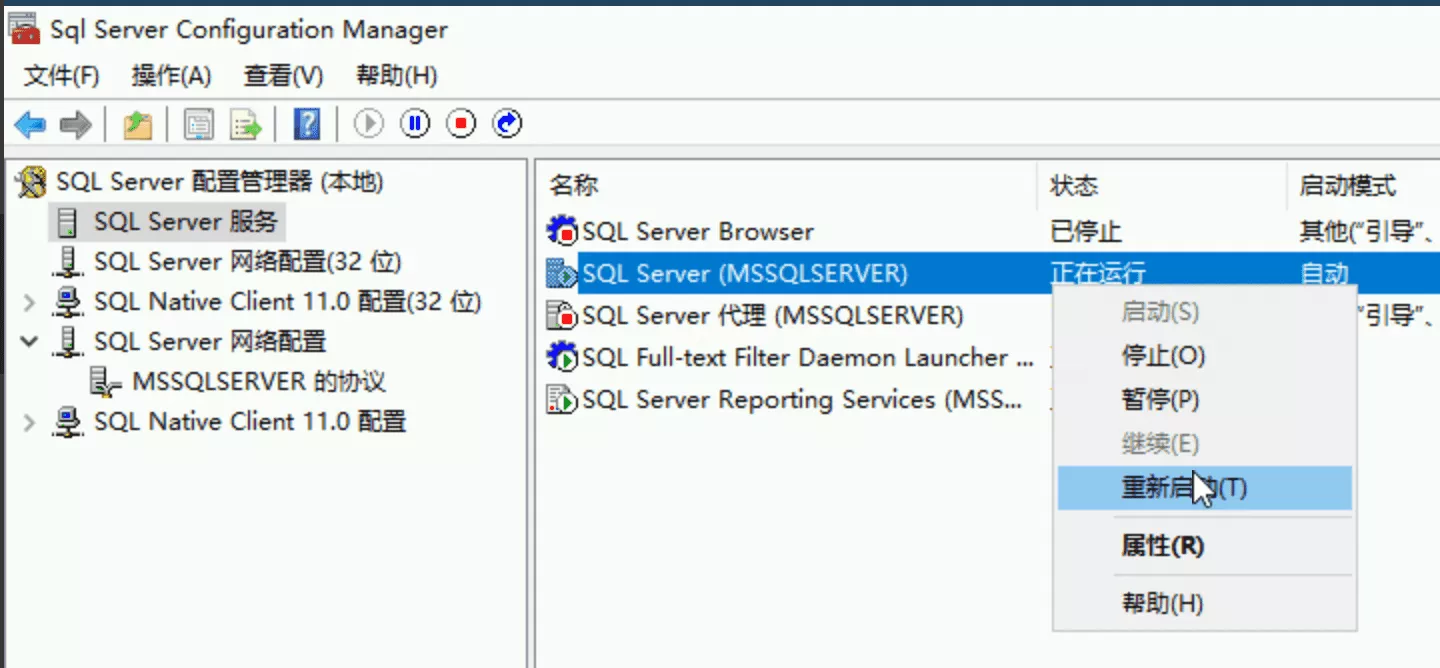 Sql Server Configuration Manager
文件(F) 操作(A) 查看(V) 帮助(H)
SQL Server 配置管理器 (本地)
SQL Server 服务
SQL Server 网络配置(32 位)
SQL Native Client 11.0 配置(32 位)
SQL Server 网络配置
MSSQLSERVER 的协议
SQL Native Client 11.0 配置
名称 状态 启动模式
SQL Server Browser 已停止 其他("引导"、
SQL Server (MSSQLSERVER) 正在运行 自动
SQL Server 代理 (MSSQLSERVER) "引导"、
SQL Full-text Filter Daemon Launcher ...
SQL Server Reporting Services (MSS...
启动(S)
停止(O)
暂停(P)
继续(E)
重新启动(T)
属性(R)
帮助(H)